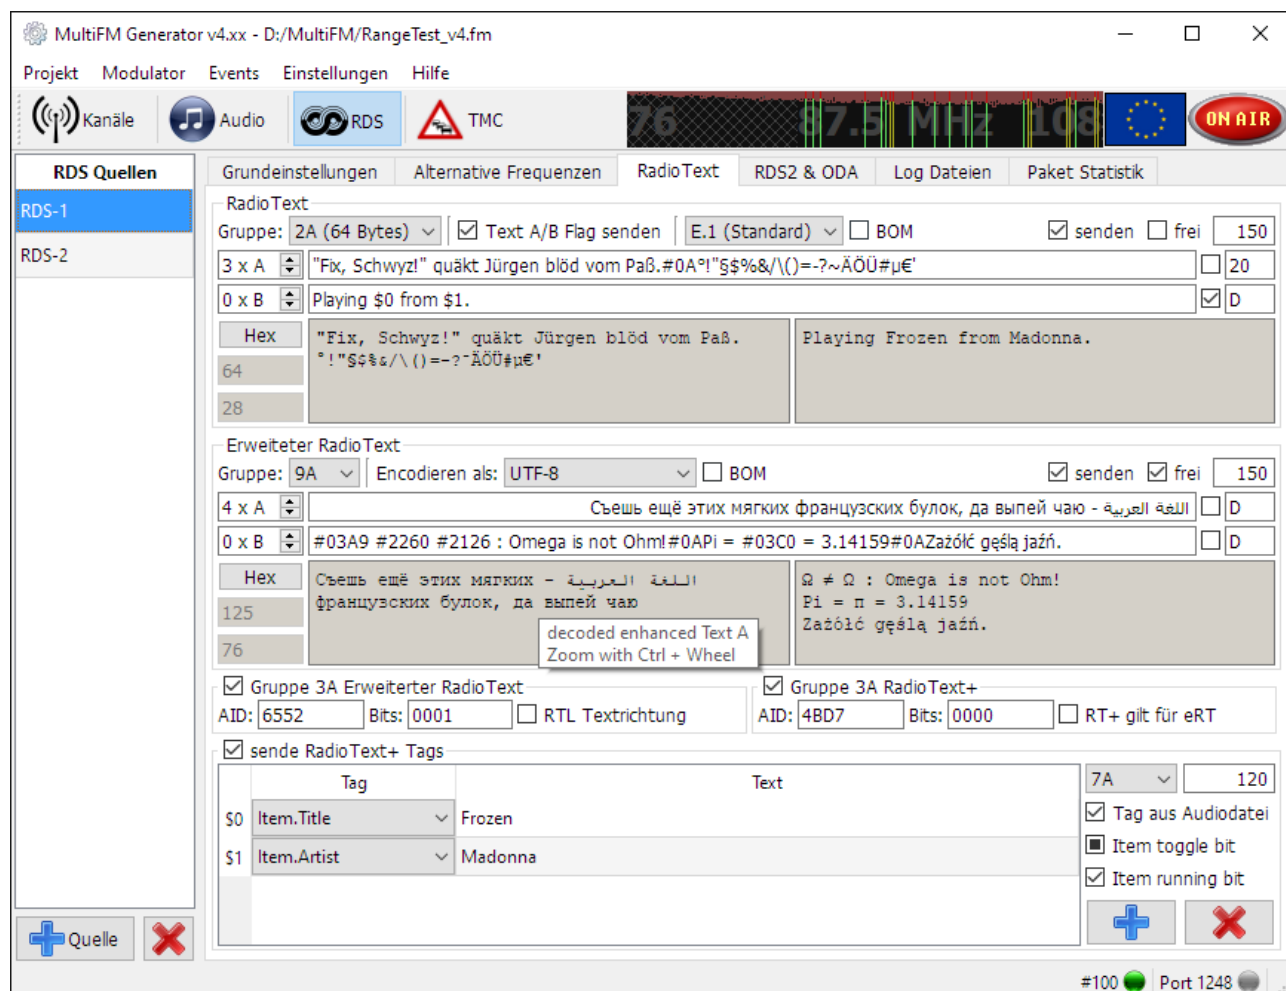 MultiFM Generator v4.xx - D:/MultiFM/RangeTest_v4.fm
Projekt Modulator Events Einstellungen Hilfe
Kanäle Audio RDS TMC 76 87.5 MHz 108 ON AIR
RDS Quellen
RDS-1
RDS-2
Quelle
Grundeinstellungen Alternative Frequenzen RadioText RDS2 & ODA Log Dateien Paket Statistik
RadioText
Gruppe: 2A (64 Bytes) Text A/B Flag senden E.1 (Standard) BOM senden frei 150
3 x A "Fix, Schwyz!" quäkt Jürgen blöd vom Paß.#0A°!"§$%&/\()=-?~ÄÖÜ#µ€' 20
0 x B Playing $0 from $1. D
Hex
64
28
"Fix, Schwyz!" quäkt Jürgen blöd vom Paß.
°!"§$%&/\()=-?‾ÄÖÜ#µ€'
Playing Frozen from Madonna.
Erweiteter RadioText
Gruppe: 9A Encodieren als: UTF-8 BOM senden frei 150
4 x A اللغة العربية - Съешь ещё этих мягких французских булок, да выпей чаю D
0 x B #03A9 #2260 #2126 : Omega is not Ohm!#0APi = #03C0 = 3.14159#0AZażółć gęślą jaźń. D
Hex
125
76
Съешь ещё этих мягких - اللغة العربية
французских булок, да выпей чаю
Ω ≠ Ω : Omega is not Ohm!
Pi = π = 3.14159
Zażółć gęślą jaźń.
decoded enhanced Text A
Zoom with Ctrl + Wheel
Gruppe 3A Erweiterter RadioText
AID: 6552 Bits: 0001 RTL Textrichtung
Gruppe 3A RadioText+
AID: 4BD7 Bits: 0000 RT+ gilt für eRT
sende RadioText+ Tags
Tag Text
$0 Item.Title Frozen
$1 Item.Artist Madonna
7A 120
Tag aus Audiodatei
Item toggle bit
Item running bit
#100 Port 1248